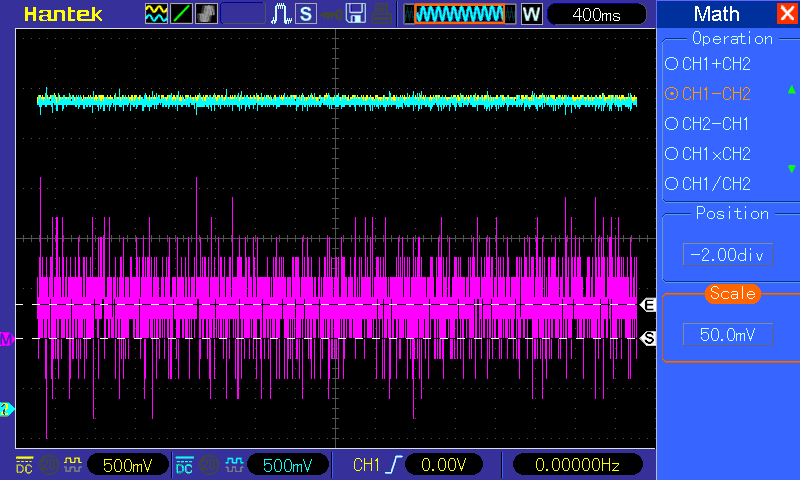 Hantek S W 400ms Math
Operation
CH1+CH2
CH1-CH2
CH2-CH1
CH1×CH2
CH1/CH2
Position
-2.00div
E
Scale
50.0mV
M
S
DC 500mV DC 500mV CH1 0.00V 0.00000Hz